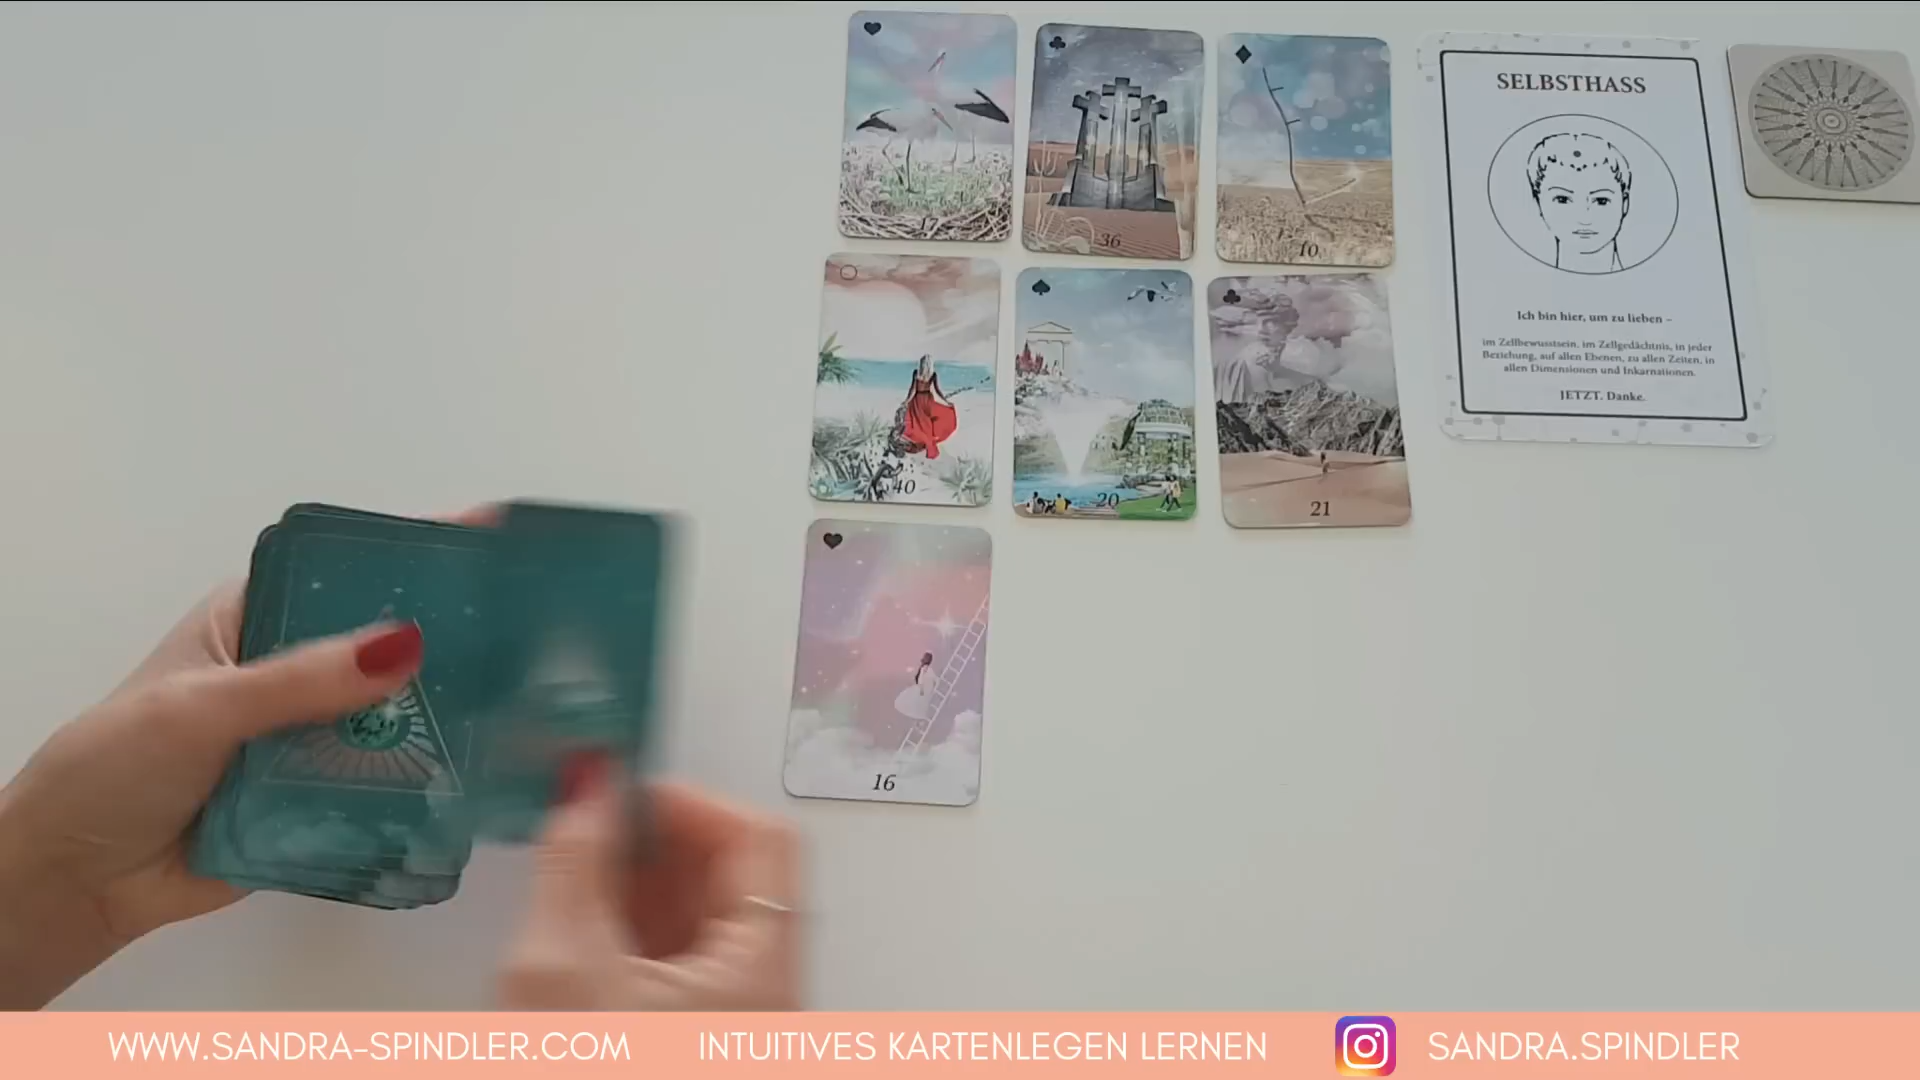 17
36
10
SELBSTHASS
Ich bin hier, um zu lieben –
im Zellbewusstsein, im Zellgedächtnis, in jeder
Beziehung, auf allen Ebenen, zu allen Zeiten, in
allen Dimensionen und Inkarnationen.
JETZT. Danke.
40
20
21
16
WWW.SANDRA-SPINDLER.COM
INTUITIVES KARTENLEGEN LERNEN
SANDRA.SPINDLER